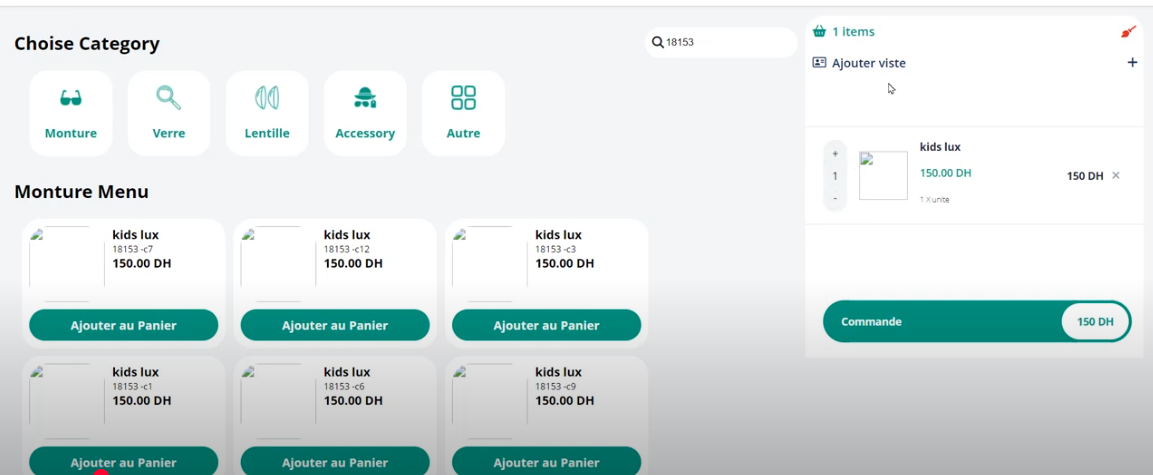 Choise Category
18153
Monture
Verre
Lentille
Accessory
Autre
Monture Menu
kids lux
18153 -c7
150.00 DH
Ajouter au Panier
kids lux
18153 -c12
150.00 DH
Ajouter au Panier
kids lux
18153 -c3
150.00 DH
Ajouter au Panier
kids lux
18153 -c1
150.00 DH
Ajouter au Panier
kids lux
18153 -c6
150.00 DH
Ajouter au Panier
kids lux
18153 -c9
150.00 DH
Ajouter au Panier
1 items
Ajouter viste
+
+
1
-
kids lux
150.00 DH
1 X unite
150 DH ×
Commande
150 DH